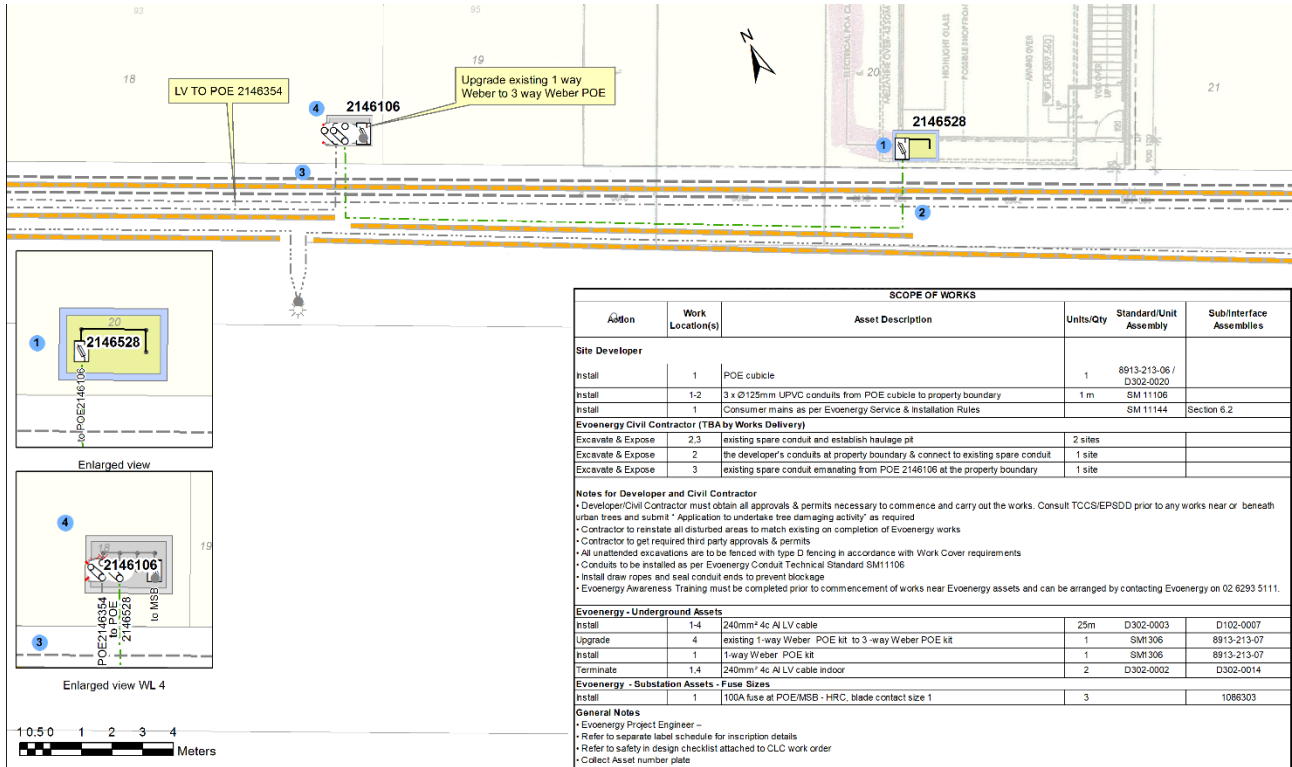 93
95
N
ELECTRICAL POA
HIGHLIGHT GLASS
POSSIBLE SHOPFRONT
AWNING OVER
VOID OVER
UP
18
19
20
21
LV TO POE 2146354
Upgrade existing 1 way
Weber to 3 way Weber POE
4
2146106
2146528
1
3
2
20
1
2146528
to POE2146106
Enlarged view
4
18
19
2146106
POE2146354
to POE
2146528
to MSB
3
Enlarged view WL 4
1 0.5 0 1 2 3 4
Meters
SCOPE OF WORKS
Action Work Location(s) Asset Description Units/Qty Standard/Unit Assembly Sub/Interface Assemblies
Site Developer
Install 1 POE cubicle 1 8913-213-06 / D302-0020
Install 1-2 3 x Ø125mm UPVC conduits from POE cubicle to property boundary 1 m SM 11106
Install 1 Consumer mains as per Evoenergy Service & Installation Rules SM 11144 Section 6.2
Evoenergy Civil Contractor (TBA by Works Delivery)
Excavate & Expose 2,3 existing spare conduit and establish haulage pit 2 sites
Excavate & Expose 2 the developer's conduits at property boundary & connect to existing spare conduit 1 site
Excavate & Expose 3 existing spare conduit emanating from POE 2146106 at the property boundary 1 site
Notes for Developer and Civil Contractor
• Developer/Civil Contractor must obtain all approvals & permits necessary to commence and carry out the works. Consult TCCS/EPSDD prior to any works near or beneath
urban trees and submit " Application to undertake tree damaging activity" as required
• Contractor to reinstate all disturbed areas to match existing on completion of Evoenergy works
• Contractor to get required third party approvals & permits
• All unattended excavations are to be fenced with type D fencing in accordance with Work Cover requirements
• Conduits to be installed as per Evoenergy Conduit Technical Standard SM11106
• Install draw ropes and seal conduit ends to prevent blockage
• Evoenergy Awareness Training must be completed prior to commencement of works near Evoenergy assets and can be arranged by contacting Evoenergy on 02 6293 5111.
Evoenergy - Underground Assets
Install 1-4 240mm² 4c Al LV cable 25m D302-0003 D102-0007
Upgrade 4 existing 1-way Weber POE kit to 3 -way Weber POE kit 1 SM1306 8913-213-07
Install 1 1-way Weber POE kit 1 SM1306 8913-213-07
Terminate 1,4 240mm² 4c Al LV cable indoor 2 D302-0002 D302-0014
Evoenergy - Substation Assets - Fuse Sizes
Install 1 100A fuse at POE/MSB - HRC, blade contact size 1 3 1086303
General Notes
• Evoenergy Project Engineer –
• Refer to separate label schedule for inscription details
• Refer to safety in design checklist attached to CLC work order
• Collect Asset number plate